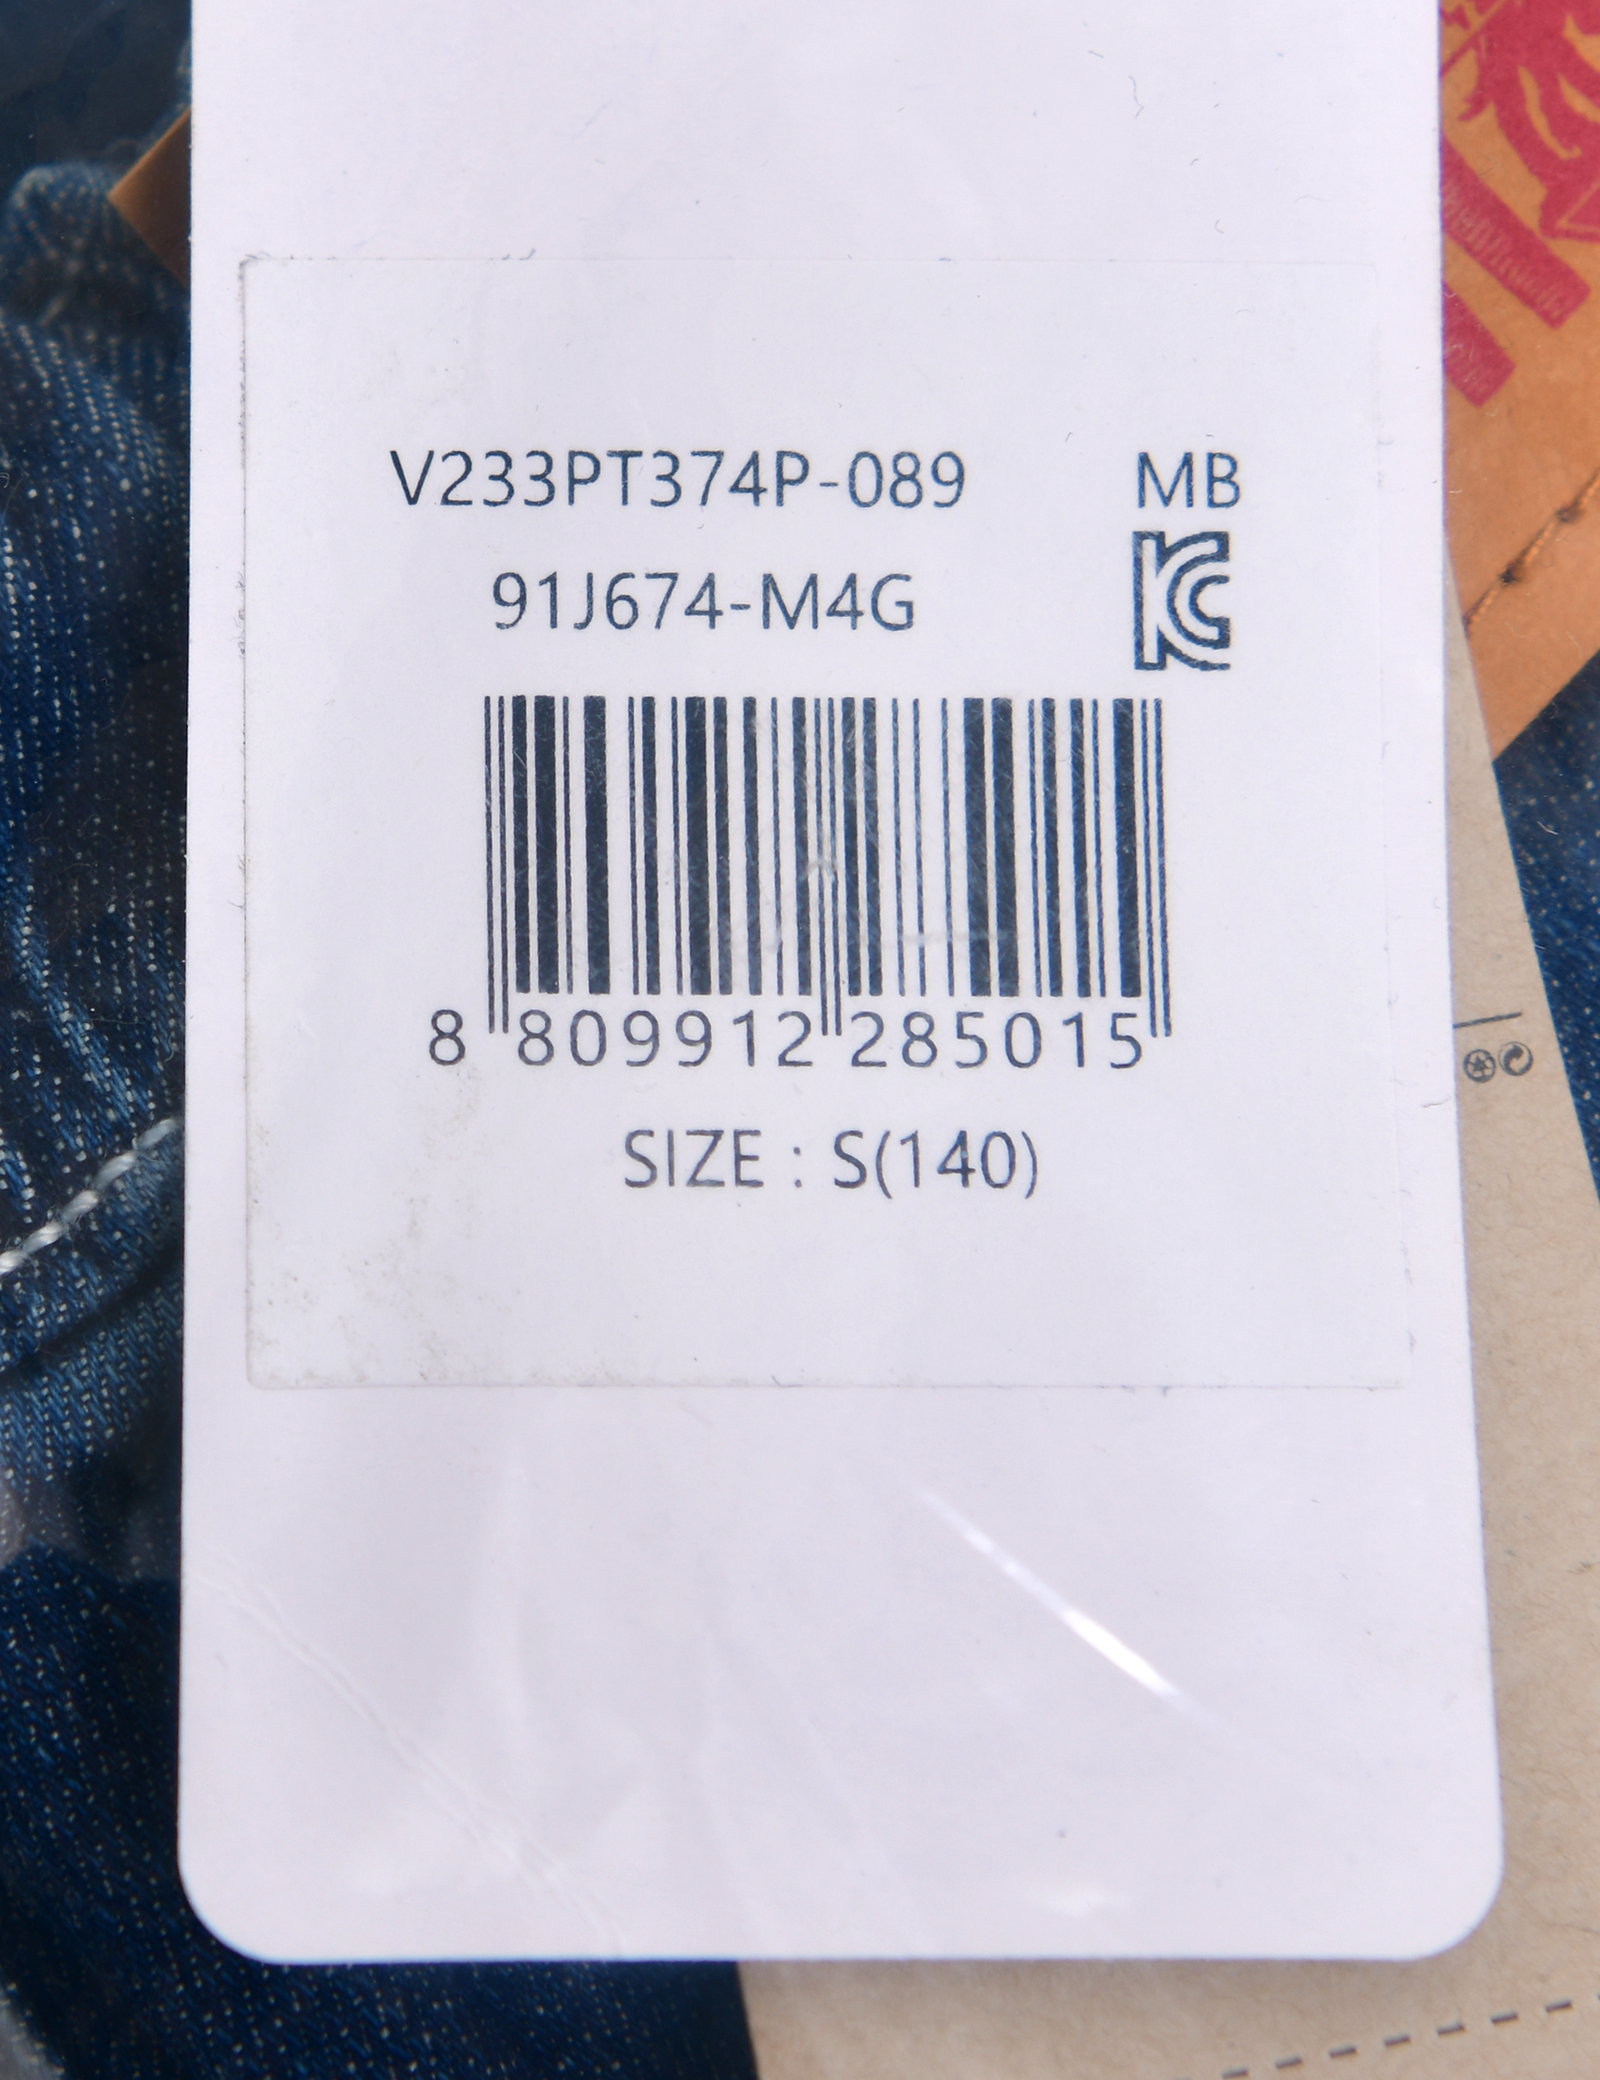 V233PT374P-089 MB
91J674-M4G
8 809912 285015
SIZE : S(140)